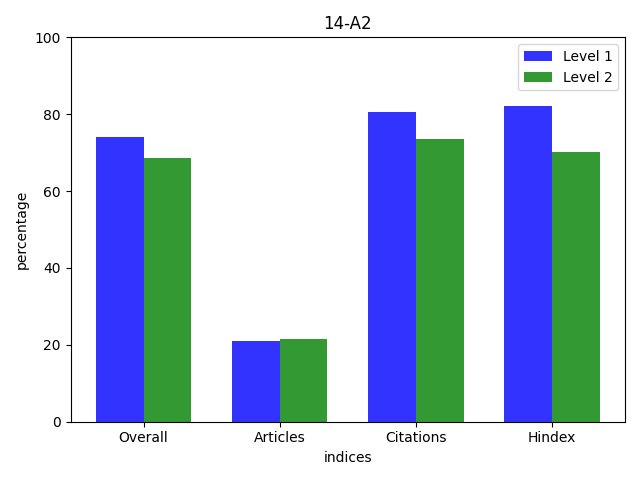 14-A2
100
80
60
40
20
0
percentage
Level 1
Level 2
Overall Articles Citations Hindex
indices